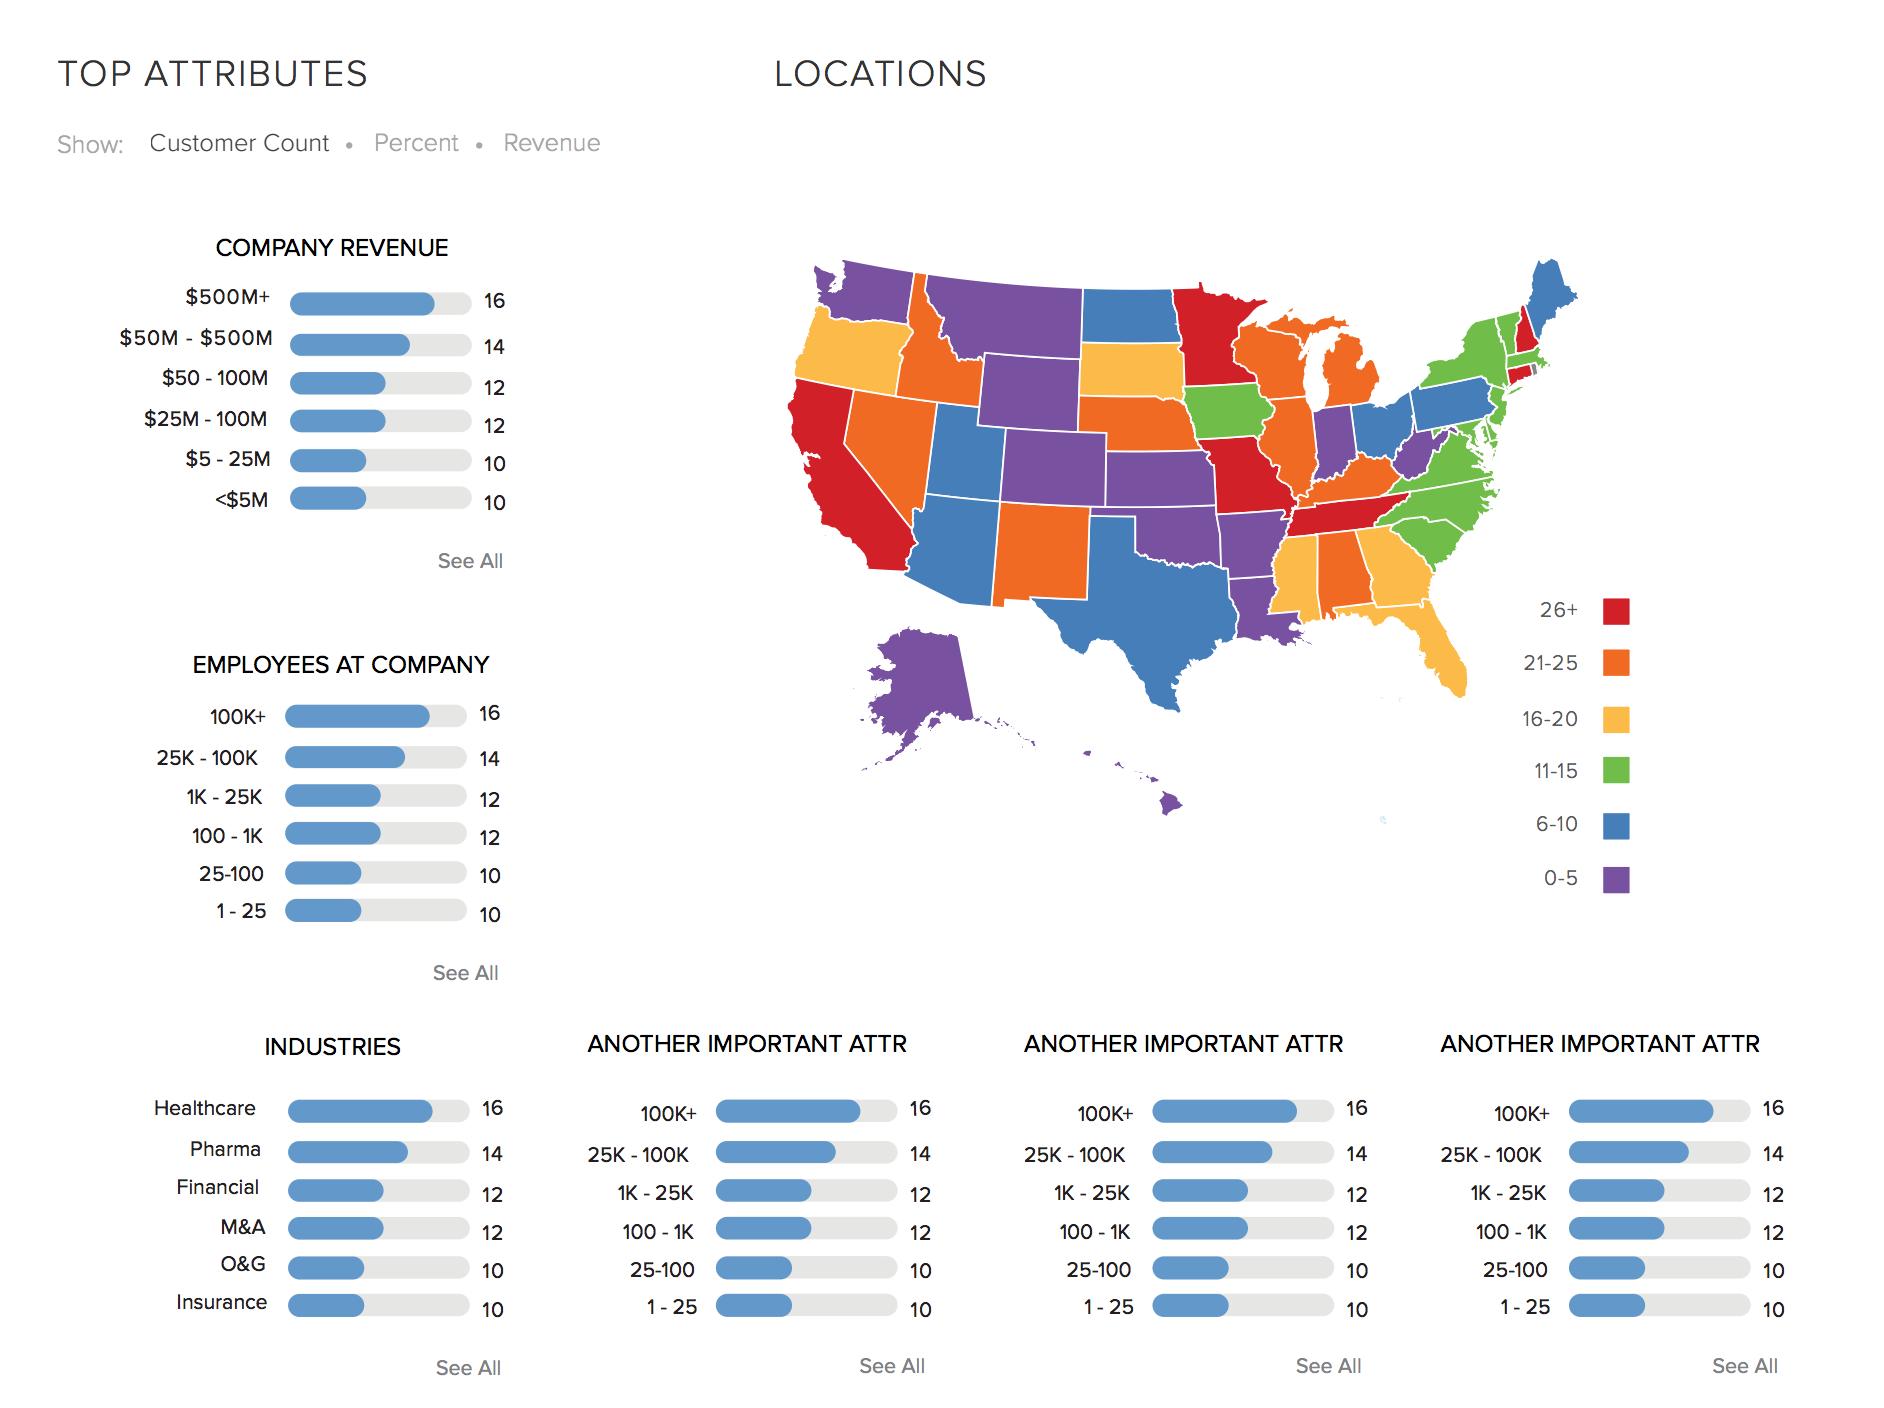 TOP ATTRIBUTES
LOCATIONS
Show: Customer Count • Percent • Revenue
COMPANY REVENUE
$500M+ 16
$50M - $500M 14
$50 - 100M 12
$25M - 100M 12
$5 - 25M 10
<$5M 10
See All
26+
21-25
16-20
11-15
6-10
0-5
EMPLOYEES AT COMPANY
100K+ 16
25K - 100K 14
1K - 25K 12
100 - 1K 12
25-100 10
1 - 25 10
See All
INDUSTRIES
Healthcare 16
Pharma 14
Financial 12
M&A 12
O&G 10
Insurance 10
See All
ANOTHER IMPORTANT ATTR
100K+ 16
25K - 100K 14
1K - 25K 12
100 - 1K 12
25-100 10
1 - 25 10
See All
ANOTHER IMPORTANT ATTR
100K+ 16
25K - 100K 14
1K - 25K 12
100 - 1K 12
25-100 10
1 - 25 10
See All
ANOTHER IMPORTANT ATTR
100K+ 16
25K - 100K 14
1K - 25K 12
100 - 1K 12
25-100 10
1 - 25 10
See All